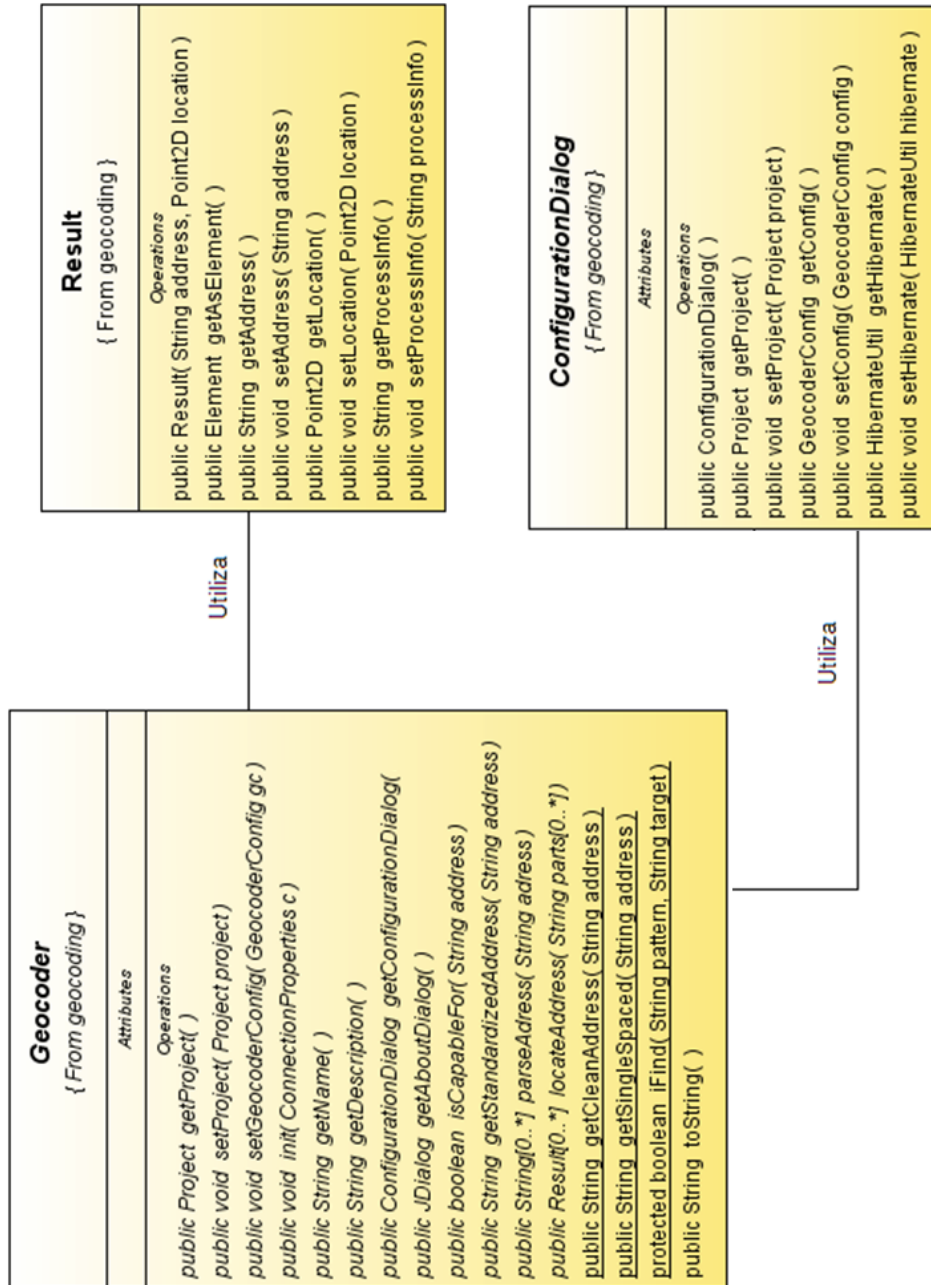 Geocoder
{ From geocoding }
Attributes
Operations
public Project getProject( )
public void setProject( Project project )
public void setGeocoderConfig( GeocoderConfig gc )
public void init( ConnectionProperties c )
public String getName( )
public String getDescription( )
public ConfigurationDialog getConfigurationDialog(
public JDialog getAboutDialog( )
public boolean isCapableFor( String address )
public String getStandardizedAddress( String address )
public String[0..*] parseAdress( String adress )
public Result[0..*] locateAddress( String parts[0..*] )
public String getCleanAddress( String address )
public String getSingleSpaced( String address )
protected boolean iFind( String pattern, String target )
public String toString( )
Utiliza
Result
{ From geocoding }
Operations
public Result( String address, Point2D location )
public Element getAsElement( )
public String getAddress( )
public void setAddress( String address )
public Point2D getLocation( )
public void setLocation( Point2D location )
public String getProcessInfo( )
public void setProcessInfo( String processInfo )
Utiliza
ConfigurationDialog
{ From geocoding }
Attributes
Operations
public ConfigurationDialog( )
public Project getProject( )
public void setProject( Project project )
public GeocoderConfig getConfig( )
public void setConfig( GeocoderConfig config )
public HibernateUtil getHibernate( )
public void setHibernate( HibernateUtil hibernate )